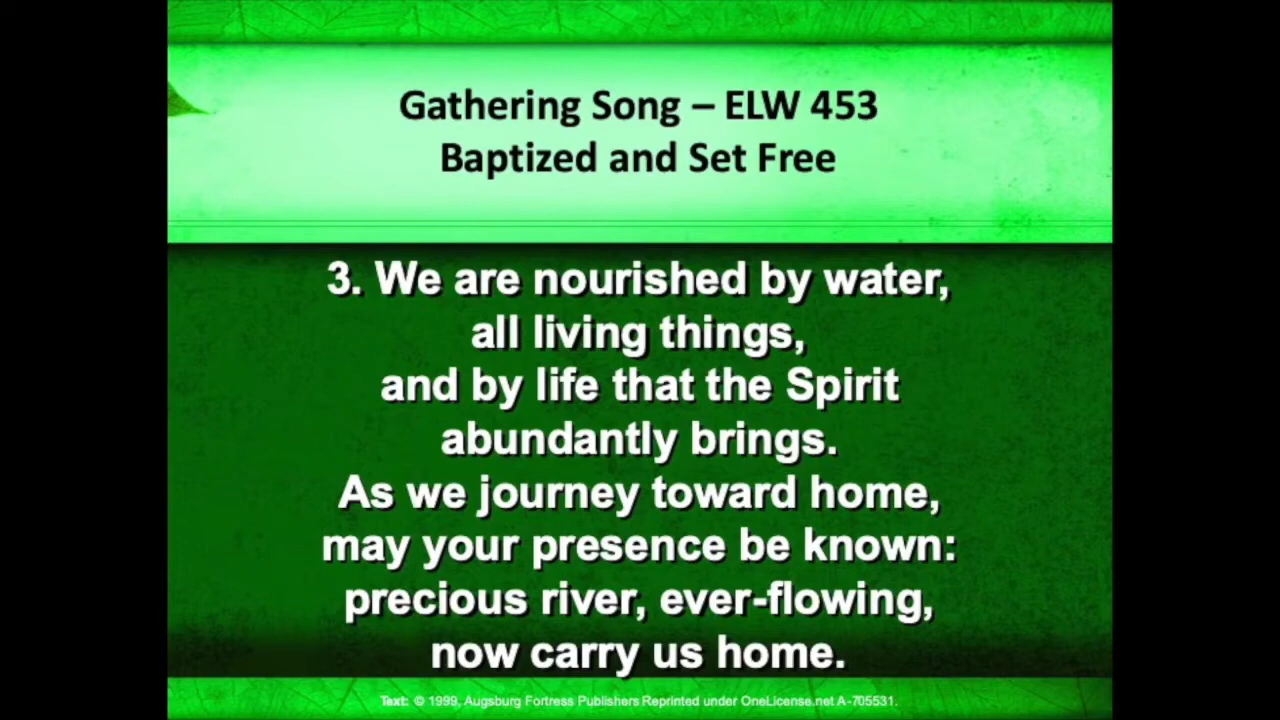 Gathering Song – ELW 453
Baptized and Set Free
3. We are nourished by water,
all living things,
and by life that the Spirit
abundantly brings.
As we journey toward home,
may your presence be known:
precious river, ever-flowing,
now carry us home.
Text: © 1999, Augsburg Fortress Publishers Reprinted under OneLicense.net A-705531.